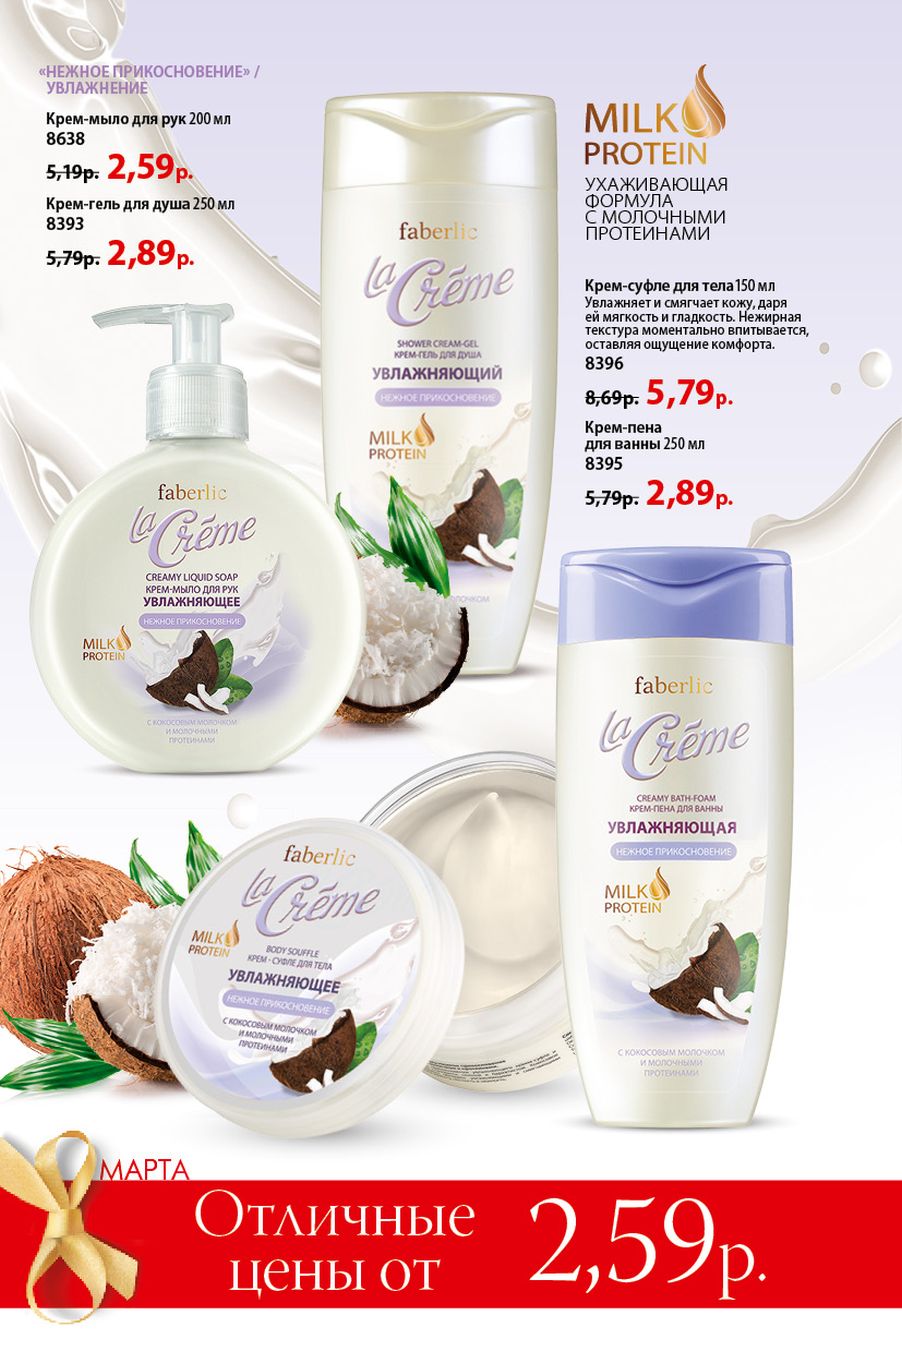 «НЕЖНОЕ ПРИКОСНОВЕНИЕ» /
УВЛАЖНЕНИЕ
Крем-мыло для рук 200 мл
8638
5,19р. 2,59р.
Крем-гель для душа 250 мл
8393
5,79р. 2,89р.
MILK
PROTEIN
УХАЖИВАЮЩАЯ
ФОРМУЛА
С МОЛОЧНЫМИ
ПРОТЕИНАМИ
Крем-суфле для тела 150 мл
Увлажняет и смягчает кожу, даря
ей мягкость и гладкость. Нежирная
текстура моментально впитывается,
оставляя ощущение комфорта.
8396
8,69р. 5,79р.
Крем-пена
для ванны 250 мл
8395
5,79р. 2,89р.
faberlic
La Crème
SHOWER CREAM-GEL
КРЕМ-ГЕЛЬ ДЛЯ ДУША
УВЛАЖНЯЮЩИЙ
НЕЖНОЕ ПРИКОСНОВЕНИЕ
MILK
PROTEIN
faberlic
La Crème
CREAMY LIQUID SOAP
КРЕМ-МЫЛО ДЛЯ РУК
УВЛАЖНЯЮЩЕЕ
НЕЖНОЕ ПРИКОСНОВЕНИЕ
MILK
PROTEIN
С КОКОСОВЫМ МОЛОЧКОМ
И МОЛОЧНЫМИ
ПРОТЕИНАМИ
faberlic
La Crème
CREAMY BATH-FOAM
КРЕМ-ПЕНА ДЛЯ ВАННЫ
УВЛАЖНЯЮЩАЯ
НЕЖНОЕ ПРИКОСНОВЕНИЕ
MILK
PROTEIN
С КОКОСОВЫМ МОЛОЧКОМ
И МОЛОЧНЫМИ
ПРОТЕИНАМИ
faberlic
La Crème
MILK
PROTEIN
BODY SOUFFLE
КРЕМ - СУФЛЕ ДЛЯ ТЕЛА
УВЛАЖНЯЮЩЕЕ
НЕЖНОЕ ПРИКОСНОВЕНИЕ
С КОКОСОВЫМ МОЛОЧКОМ
И МОЛОЧНЫМИ
ПРОТЕИНАМИ
МАРТА
Отличные
цены от 2,59р.